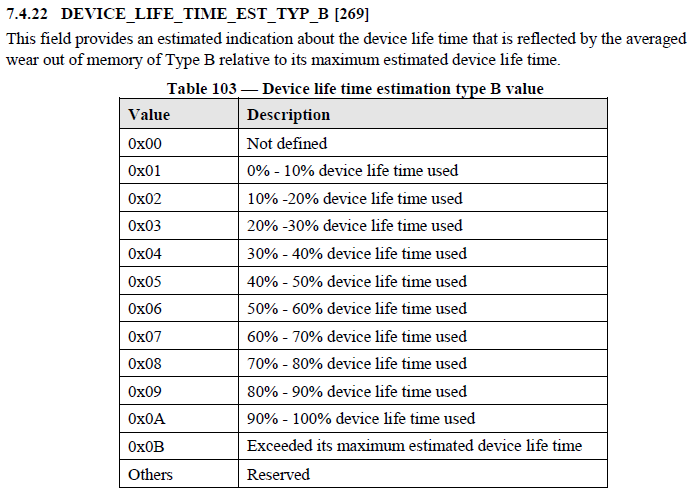 7.4.22 DEVICE_LIFE_TIME_EST_TYP_B [269]
This field provides an estimated indication about the device life time that is reflected by the averaged
wear out of memory of Type B relative to its maximum estimated device life time.
Table 103 — Device life time estimation type B value
Value Description
0x00 Not defined
0x01 0% - 10% device life time used
0x02 10% -20% device life time used
0x03 20% -30% device life time used
0x04 30% - 40% device life time used
0x05 40% - 50% device life time used
0x06 50% - 60% device life time used
0x07 60% - 70% device life time used
0x08 70% - 80% device life time used
0x09 80% - 90% device life time used
0x0A 90% - 100% device life time used
0x0B Exceeded its maximum estimated device life time
Others Reserved